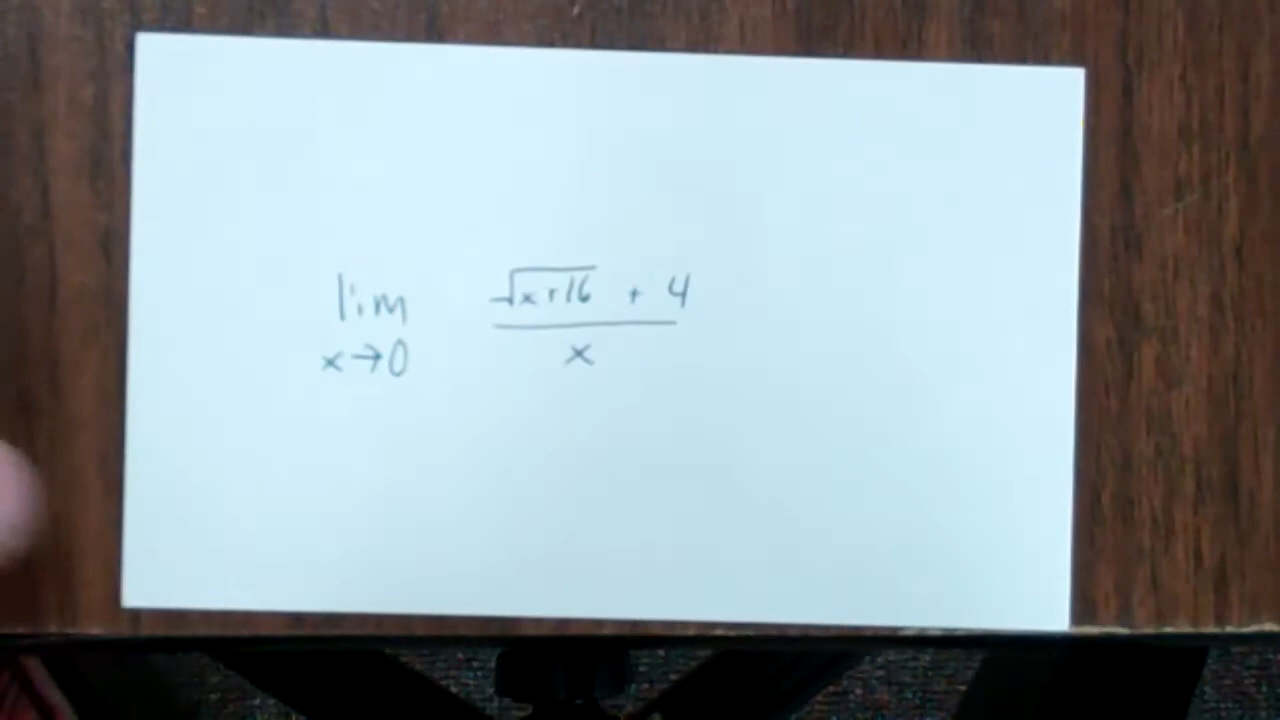 lim √(x+16) + 4
x→0 x